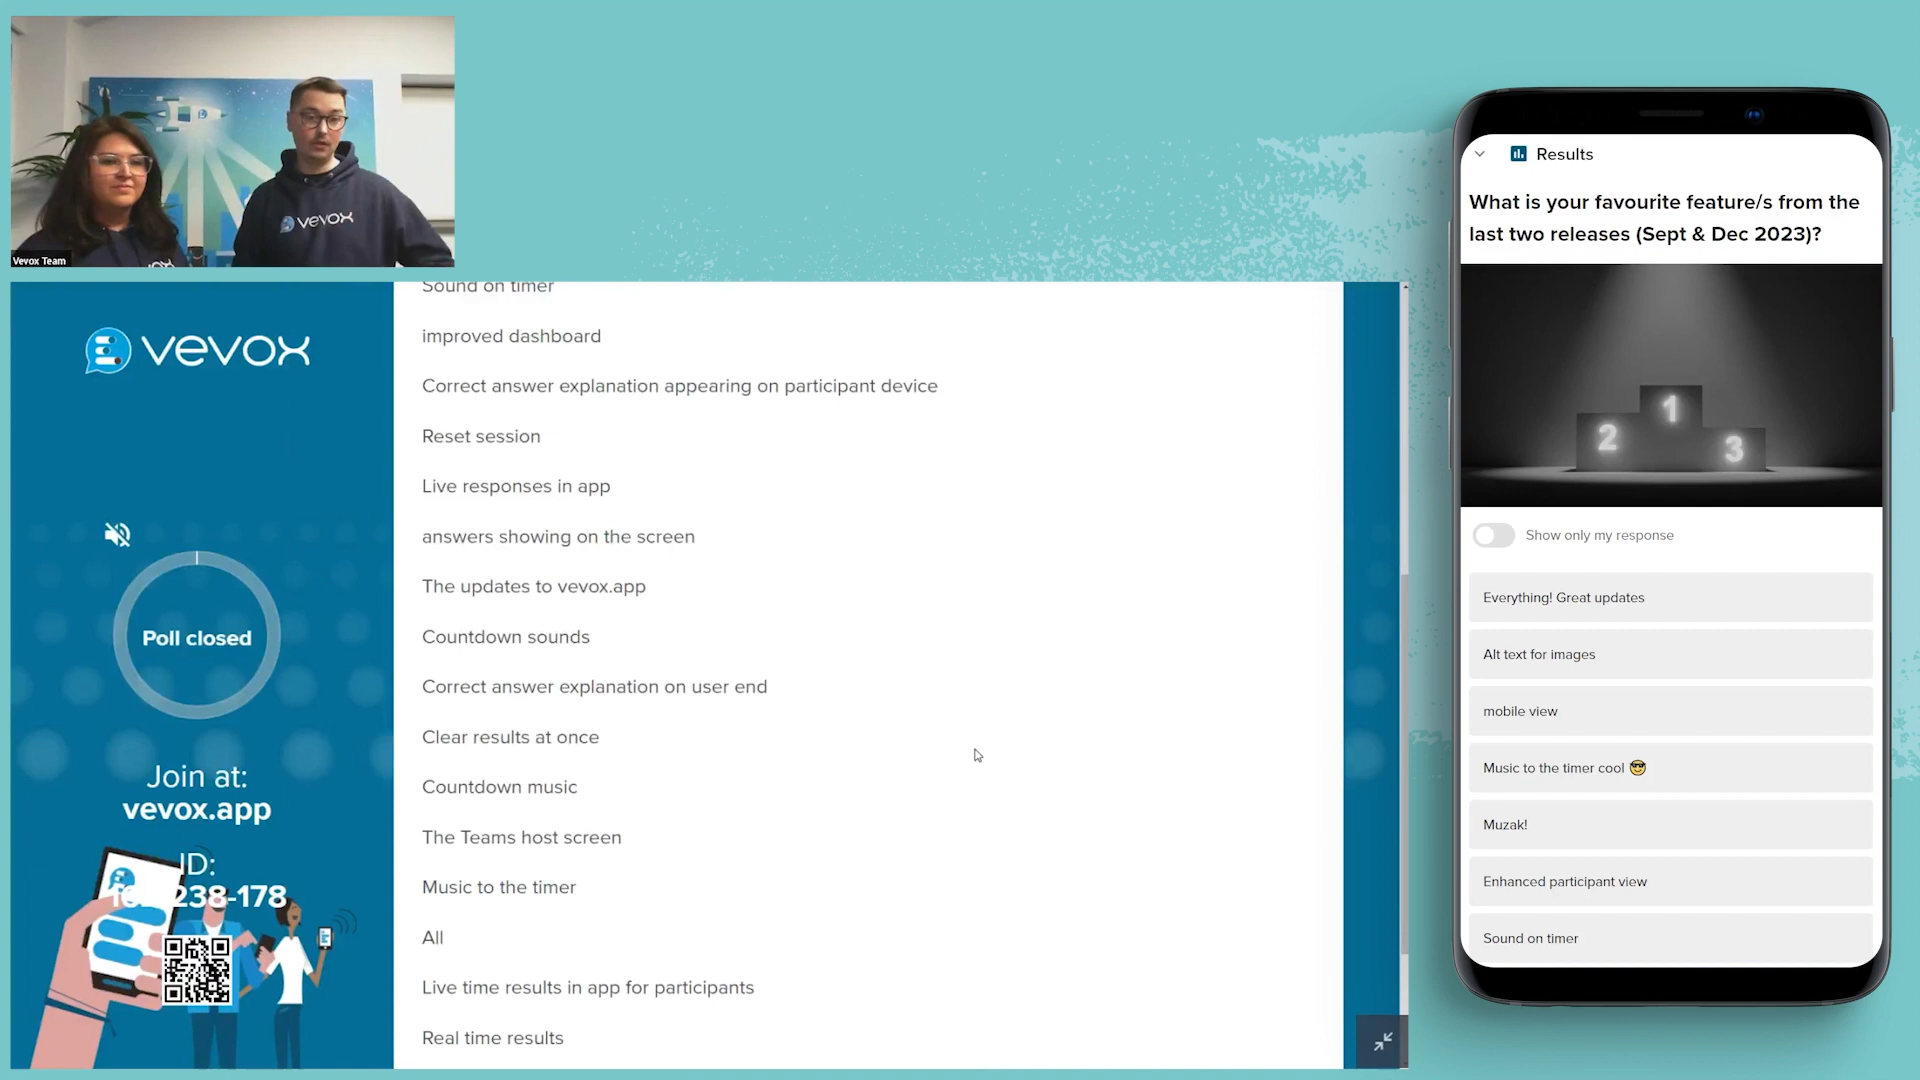 vevox
Vevox Team
vevox
Poll closed
Join at:
vevox.app
ID:
238-178
Sound on timer
improved dashboard
Correct answer explanation appearing on participant device
Reset session
Live responses in app
answers showing on the screen
The updates to vevox.app
Countdown sounds
Correct answer explanation on user end
Clear results at once
Countdown music
The Teams host screen
Music to the timer
All
Live time results in app for participants
Real time results
Results
What is your favourite feature/s from the
last two releases (Sept & Dec 2023)?
1
2
3
Show only my response
Everything! Great updates
Alt text for images
mobile view
Music to the timer cool 😎
Muzak!
Enhanced participant view
Sound on timer